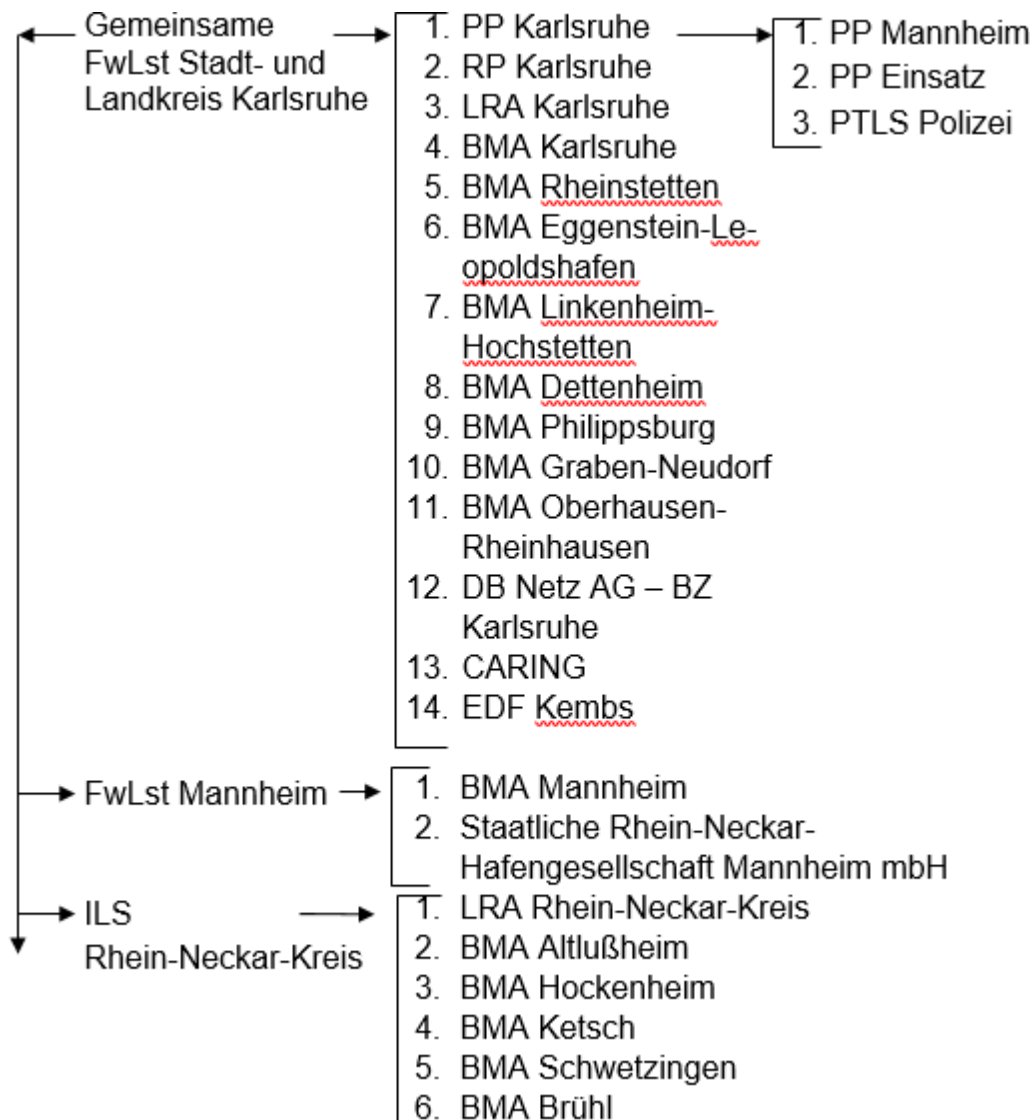 Gemeinsame
FwLst Stadt- und
Landkreis Karlsruhe
1. PP Karlsruhe
2. RP Karlsruhe
3. LRA Karlsruhe
4. BMA Karlsruhe
5. BMA Rheinstetten
6. BMA Eggenstein-Le-
opoldshafen
7. BMA Linkenheim-
Hochstetten
8. BMA Dettenheim
9. BMA Philippsburg
10. BMA Graben-Neudorf
11. BMA Oberhausen-
Rheinhausen
12. DB Netz AG – BZ
Karlsruhe
13. CARING
14. EDF Kembs
1. PP Mannheim
2. PP Einsatz
3. PTLS Polizei
FwLst Mannheim
1. BMA Mannheim
2. Staatliche Rhein-Neckar-
Hafengesellschaft Mannheim mbH
ILS
Rhein-Neckar-Kreis
1. LRA Rhein-Neckar-Kreis
2. BMA Altlußheim
3. BMA Hockenheim
4. BMA Ketsch
5. BMA Schwetzingen
6. BMA Brühl